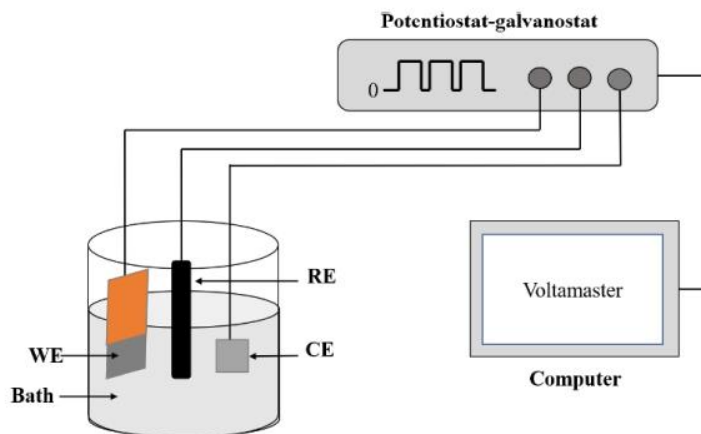 Potentiostat-galvanostat
0
RE
Voltamaster
WE
CE
Computer
Bath